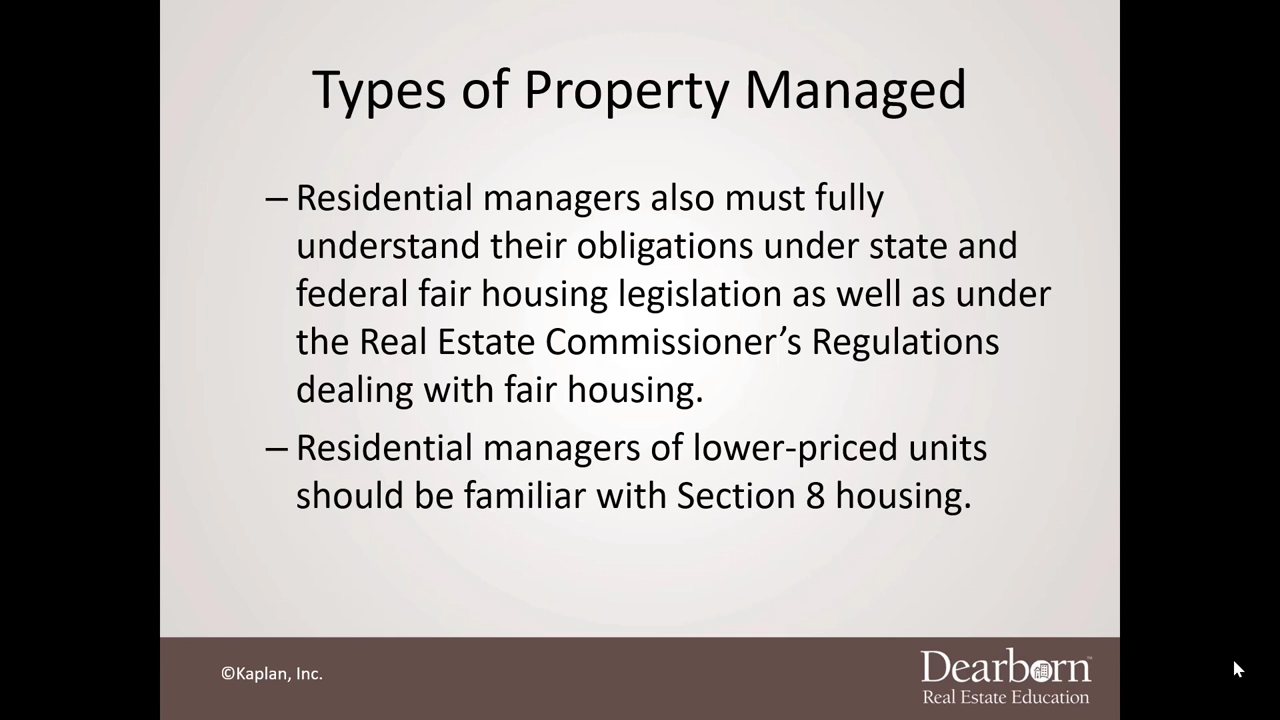 Types of Property Managed
– Residential managers also must fully
understand their obligations under state and
federal fair housing legislation as well as under
the Real Estate Commissioner’s Regulations
dealing with fair housing.
– Residential managers of lower-priced units
should be familiar with Section 8 housing.
©Kaplan, Inc.
Dearborn™
Real Estate Education